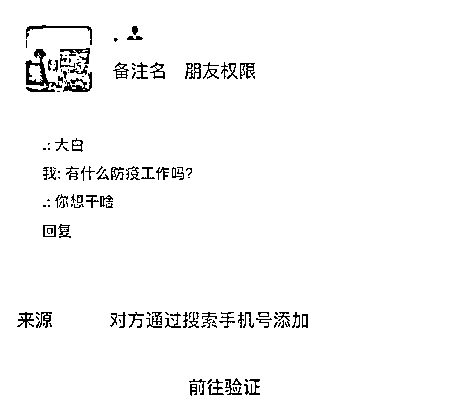 .
备注名 朋友权限
.: 大白
我: 有什么防疫工作吗?
.: 你想干啥
回复
来源 对方通过搜索手机号添加
前往验证